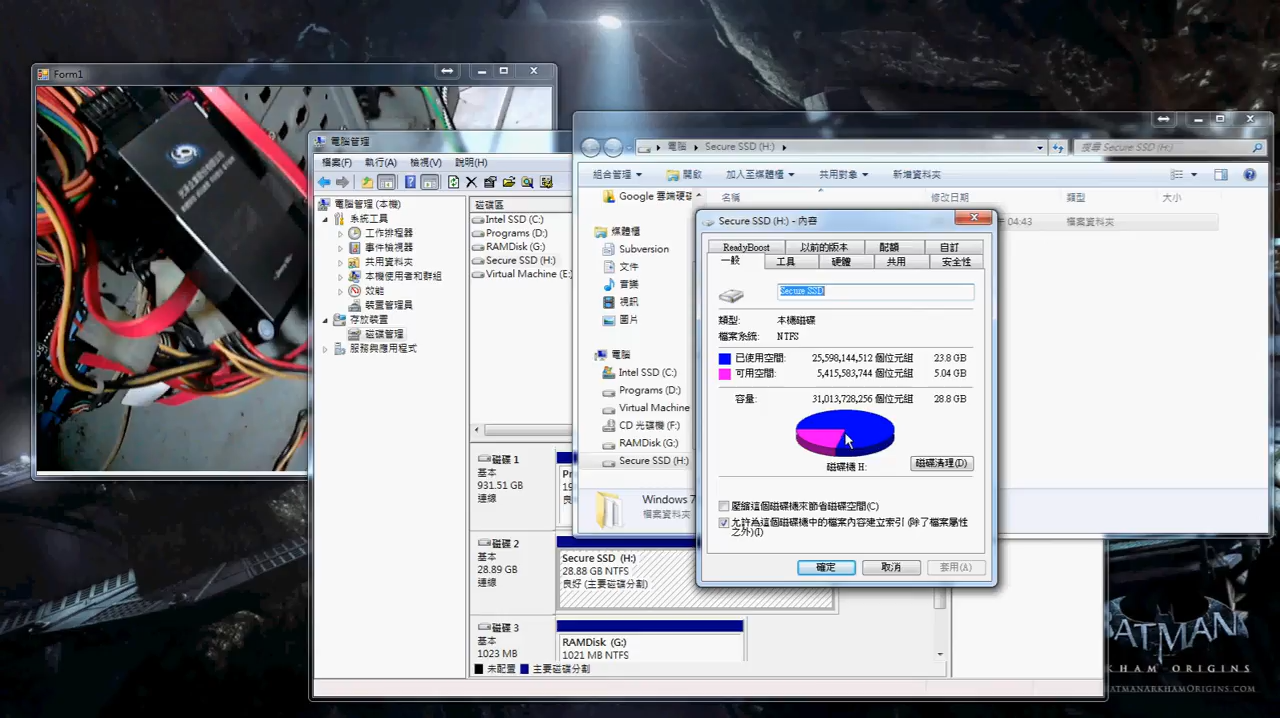 Form1
電腦管理
檔案(F) 執行(A) 檢視(V) 說明(H)
電腦管理 (本機)
系統工具
工作排程器
事件檢視器
共用資料夾
本機使用者和群組
效能
裝置管理員
存放裝置
磁碟管理
服務與應用程式
磁碟區
Intel SSD (C:)
Programs (D:)
RAMDisk (G:)
Secure SSD (H:)
Virtual Machine (E:
磁碟 1
基本
931.51 GB
連線
磁碟 2
基本
28.89 GB
連線
Secure SSD (H:)
28.88 GB NTFS
良好 (主要磁碟分割)
磁碟 3
基本
1023 MB
RAMDisk (G:)
1021 MB NTFS
未配置 主要磁碟分割
電腦 Secure SSD (H:)
搜尋 Secure SSD (H:)
組合管理 開啟 加入至媒體櫃 共用對象 新增資料夾
名稱 修改日期 類型 大小
04:43 檔案資料夾
Google 雲端硬碟
媒體櫃
Subversion
文件
音樂
視訊
圖片
電腦
Intel SSD (C:)
Programs (D:)
Virtual Machine
CD 光碟機 (F:)
RAMDisk (G:)
Secure SSD (H:)
Windows 7
檔案資料夾
Secure SSD (H:) - 內容
ReadyBoost 以前的版本 配額 自訂
一般 工具 硬體 共用 安全性
Secure SSD
類型: 本機磁碟
檔案系統: NTFS
已使用空間: 25,598,144,512 個位元組 23.8 GB
可用空間: 5,415,583,744 個位元組 5.04 GB
容量: 31,013,728,256 個位元組 28.8 GB
磁碟機 H:
磁碟清理(D)
壓縮這個磁碟機來節省磁碟空間(C)
允許為這個磁碟機中的檔案內容建立索引 (除了檔案屬性
之外)(I)
確定 取消 套用(A)
BATMAN
ARKHAM ORIGINS
BATMANARKHAMORIGINS.COM